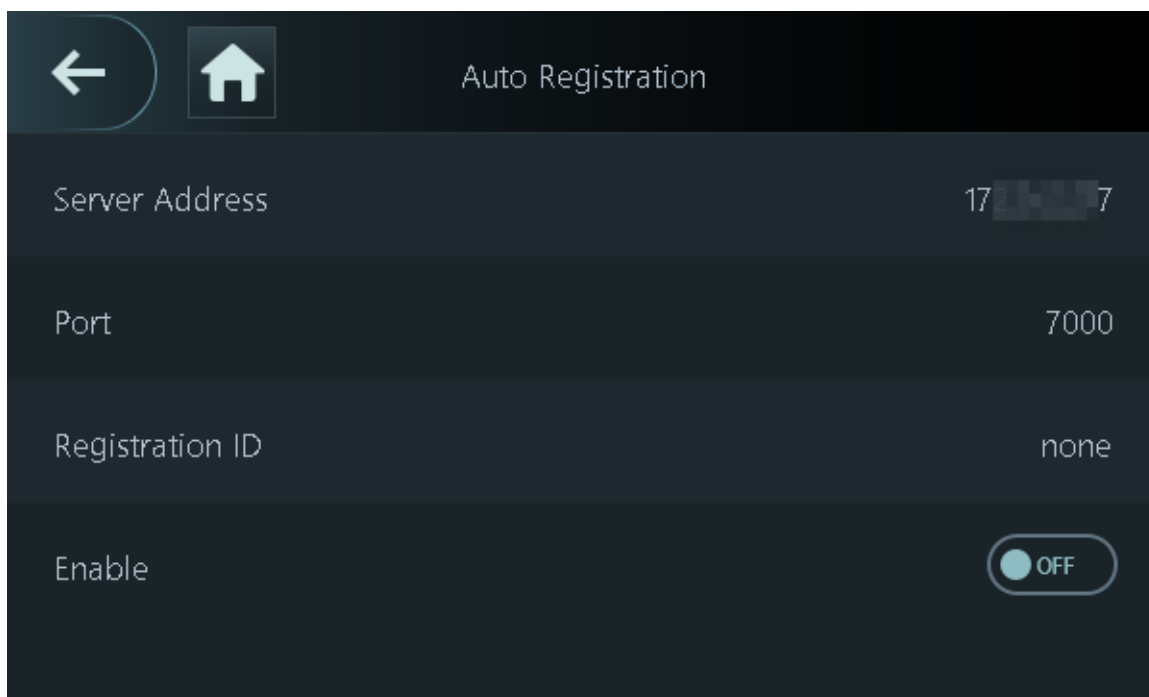 Auto Registration
Server Address
Port 7000
Registration ID none
Enable OFF